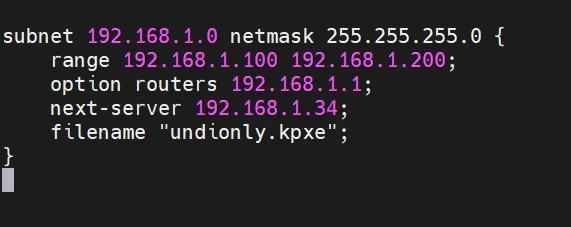 subnet 192.168.1.0 netmask 255.255.255.0 {
    range 192.168.1.100 192.168.1.200;
    option routers 192.168.1.1;
    next-server 192.168.1.34;
    filename "undionly.kpxe";
}